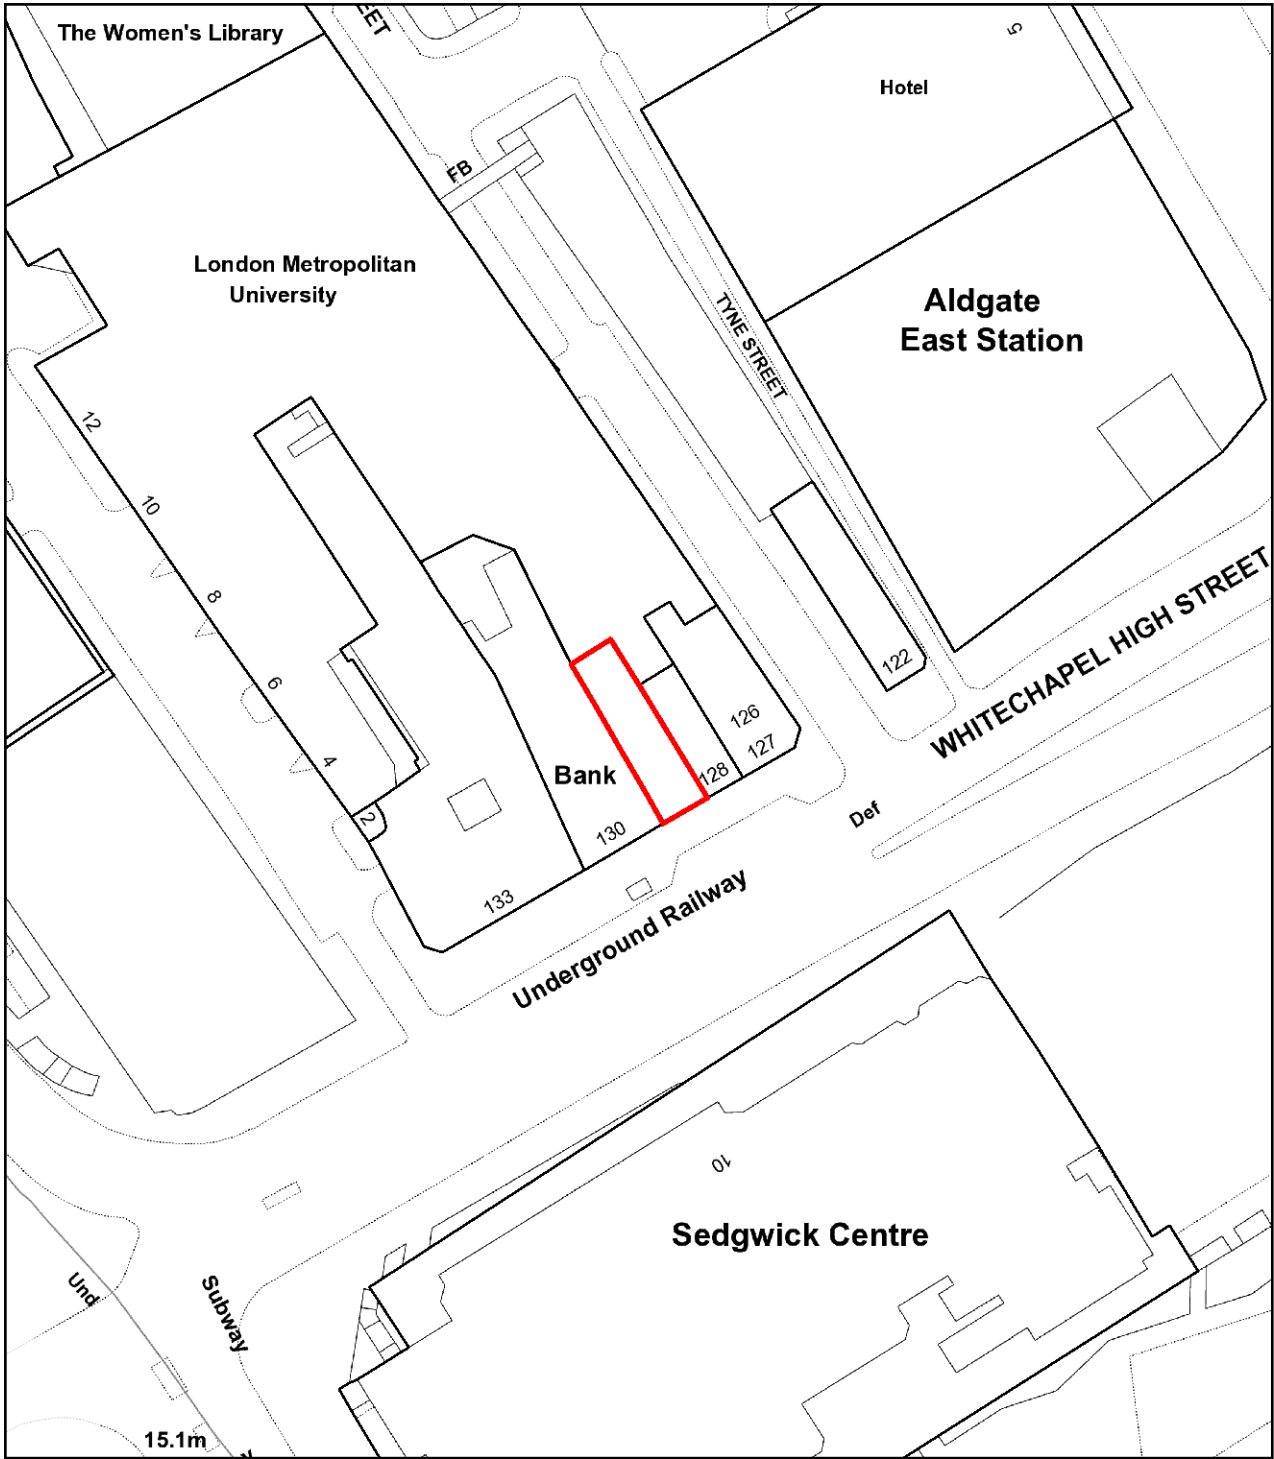 The Women's Library
EET
5
Hotel
FB
London Metropolitan
University
Aldgate
East Station
TYNE STREET
12
10
8
6
4
2
WHITECHAPEL HIGH STREET
122
126
127
128
Bank
130
133
Def
Underground Railway
10
Sedgwick Centre
Und
Subway
15.1m